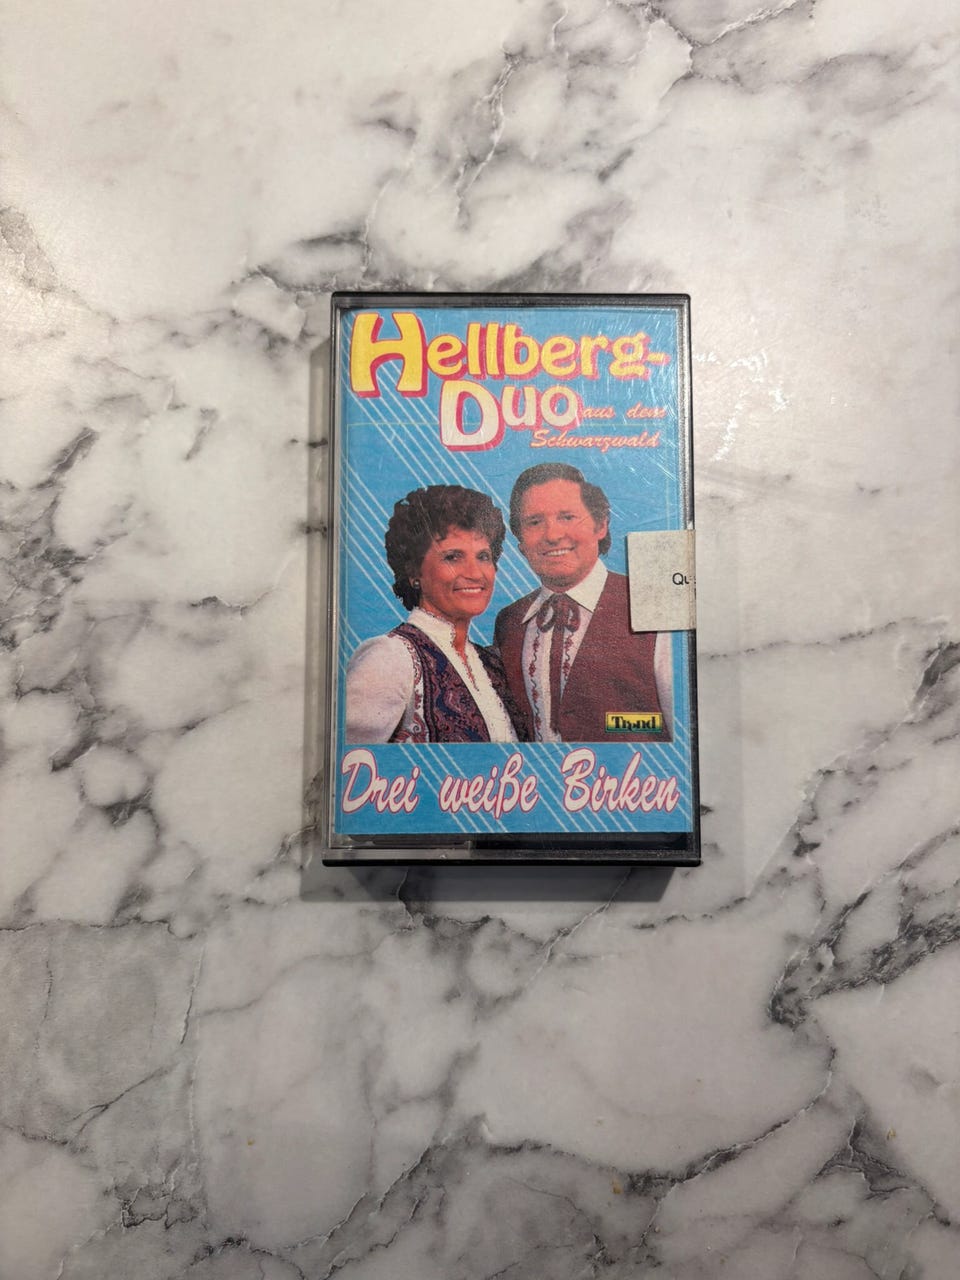 Hellberg-
Duo aus dem
Schwarzwald
Trend
Drei weiße Birken